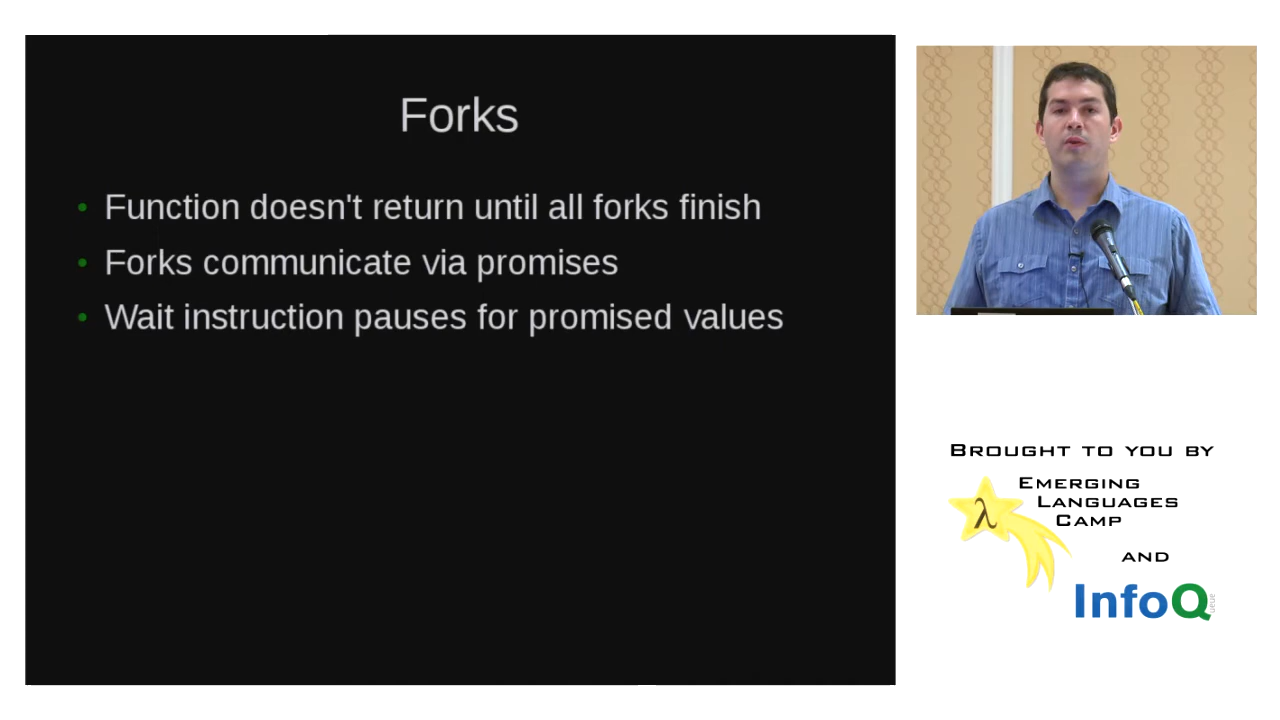 Forks
Function doesn't return until all forks finish
Forks communicate via promises
Wait instruction pauses for promised values
BROUGHT TO YOU BY
EMERGING
LANGUAGES
CAMP
λ
AND
InfoQ
ueue